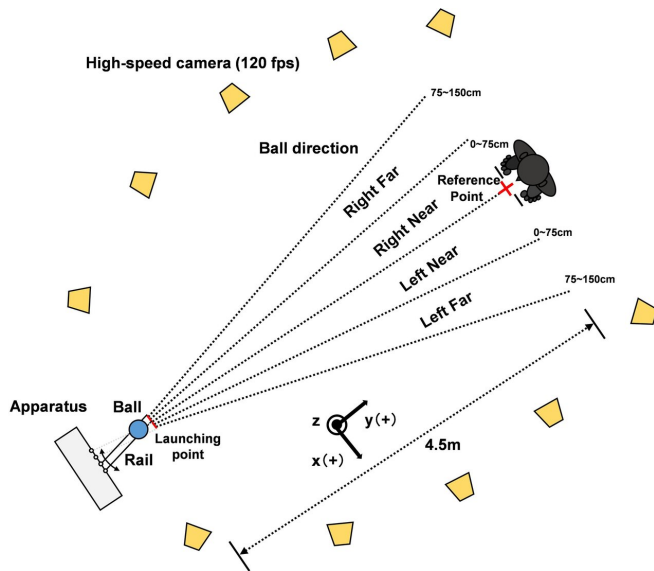 High-speed camera (120 fps)
75~150cm
Ball direction
0~75cm
Reference
Point
Right Far
Right Near
Left Near
Left Far
0~75cm
75~150cm
Apparatus
Ball
Launching
point
Rail
z
y(+)
x(+)
4.5m